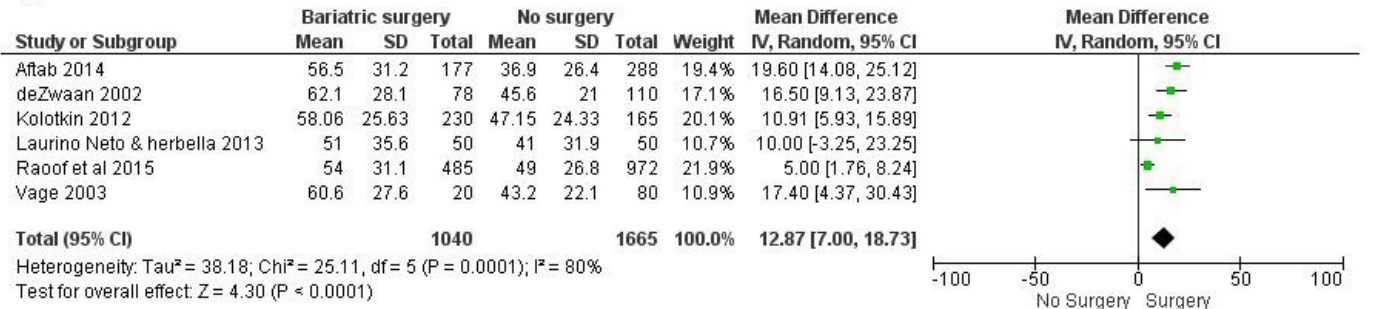 Bariatric surgery No surgery Mean Difference Mean Difference
Study or Subgroup Mean SD Total Mean SD Total Weight IV, Random, 95% CI IV, Random, 95% CI
Aftab 2014 56.5 31.2 177 36.9 26.4 288 19.4% 19.60 [14.08, 25.12]
deZwaan 2002 62.1 28.1 78 45.6 21 110 17.1% 16.50 [9.13, 23.87]
Kolotkin 2012 58.06 25.63 230 47.15 24.33 165 20.1% 10.91 [5.93, 15.89]
Laurino Neto & herbella 2013 51 35.6 50 41 31.9 50 10.7% 10.00 [-3.25, 23.25]
Raoof et al 2015 54 31.1 485 49 26.8 972 21.9% 5.00 [1.76, 8.24]
Vage 2003 60.6 27.6 20 43.2 22.1 80 10.9% 17.40 [4.37, 30.43]
Total (95% CI) 1040 1665 100.0% 12.87 [7.00, 18.73]
Heterogeneity: Tau² = 38.18; Chi² = 25.11, df = 5 (P = 0.0001); I² = 80%
Test for overall effect: Z = 4.30 (P < 0.0001)
-100 -50 0 50 100
No Surgery Surgery